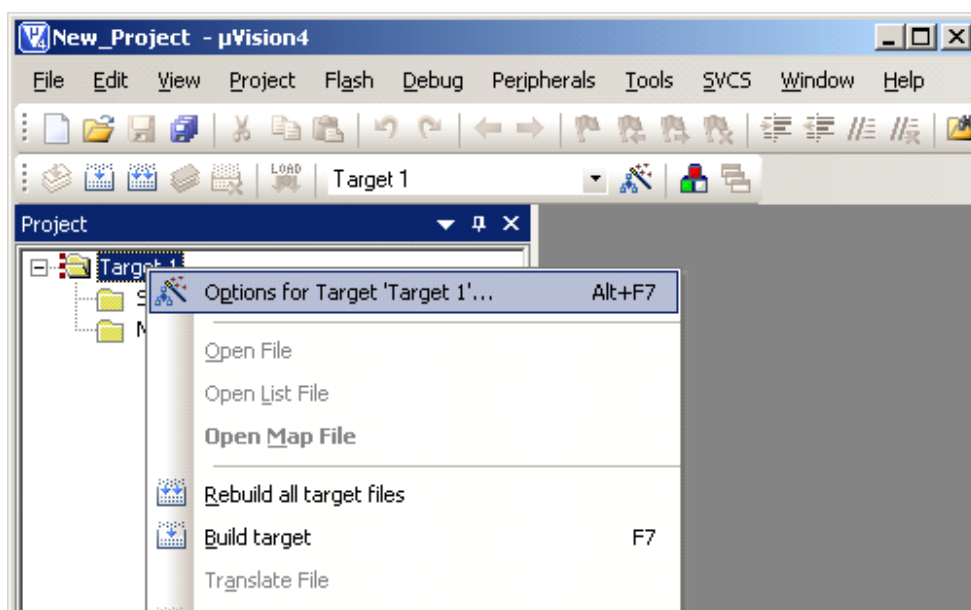 New_Project - µVision4
File Edit View Project Flash Debug Peripherals Tools SVCS Window Help
LOAD Target 1
Project
Target 1
Options for Target 'Target 1'... Alt+F7
Open File
Open List File
Open Map File
Rebuild all target files
Build target F7
Translate File